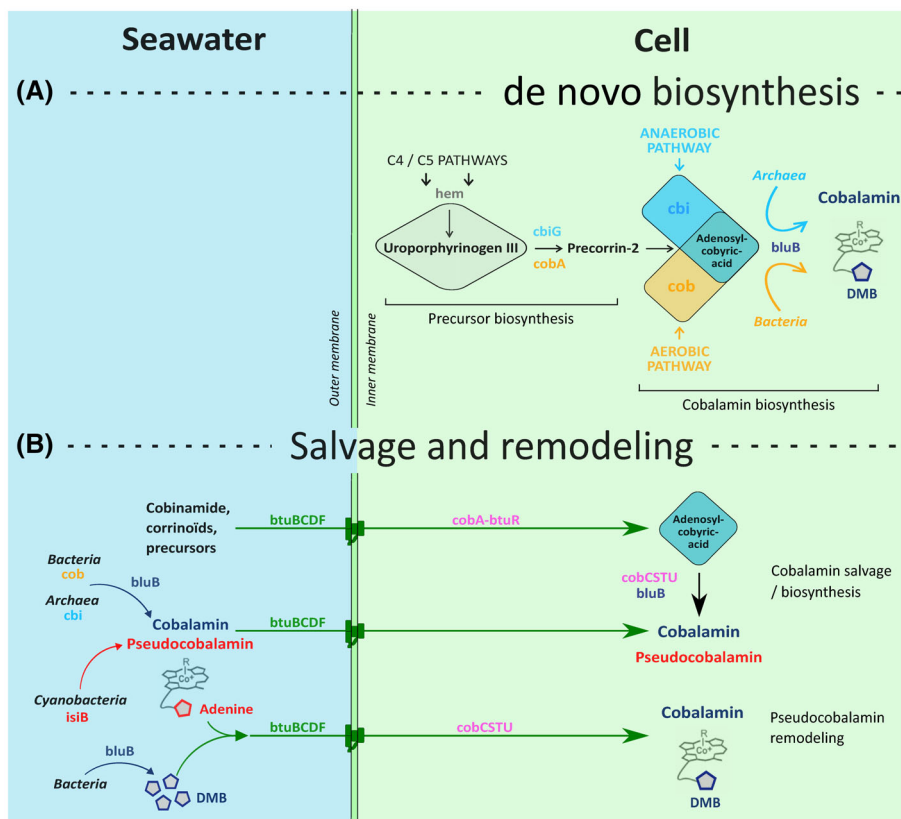 Seawater
Cell
(A)
de novo biosynthesis
C4 / C5 PATHWAYS
hem
Uroporphyrinogen III
cbiG
cobA
Precorrin-2
Precursor biosynthesis
ANAEROBIC
PATHWAY
cbi
Adenosyl-
cobyric-
acid
cob
AEROBIC
PATHWAY
Archaea
bluB
Bacteria
Cobalamin
R
Co+
DMB
Cobalamin biosynthesis
Outer membrane
Inner membrane
(B)
Salvage and remodeling
Cobinamide,
corrinoïds,
precursors
btuBCDF
cobA-btuR
Adenosyl-
cobyric-
acid
Bacteria
cob
bluB
Archaea
cbi
cobCSTU
bluB
Cobalamin salvage
/ biosynthesis
Cobalamin
Pseudocobalamin
btuBCDF
Cobalamin
Pseudocobalamin
Cyanobacteria
isiB
R
Co+
Adenine
btuBCDF
cobCSTU
Cobalamin
R
Co+
DMB
Pseudocobalamin
remodeling
bluB
Bacteria
DMB